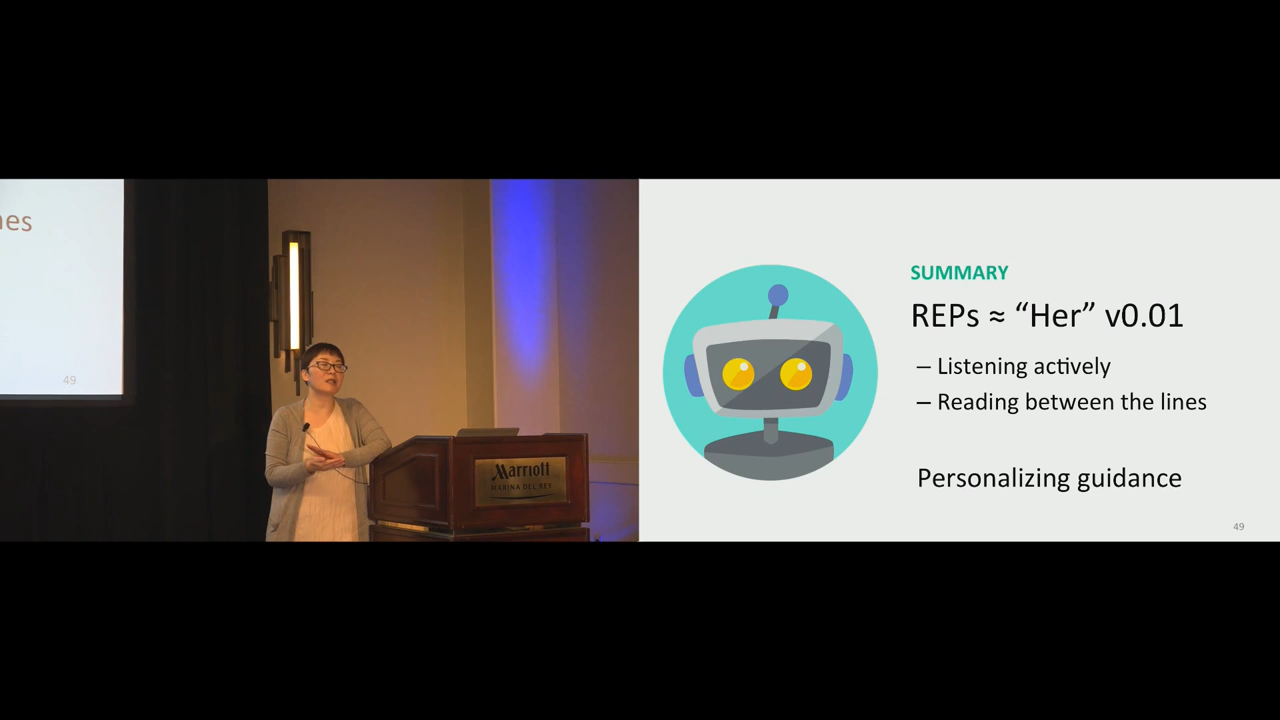 nes
49
Marriott
MARINA DEL REY
SUMMARY
REPs ≈ “Her” v0.01
– Listening actively
– Reading between the lines
Personalizing guidance
49